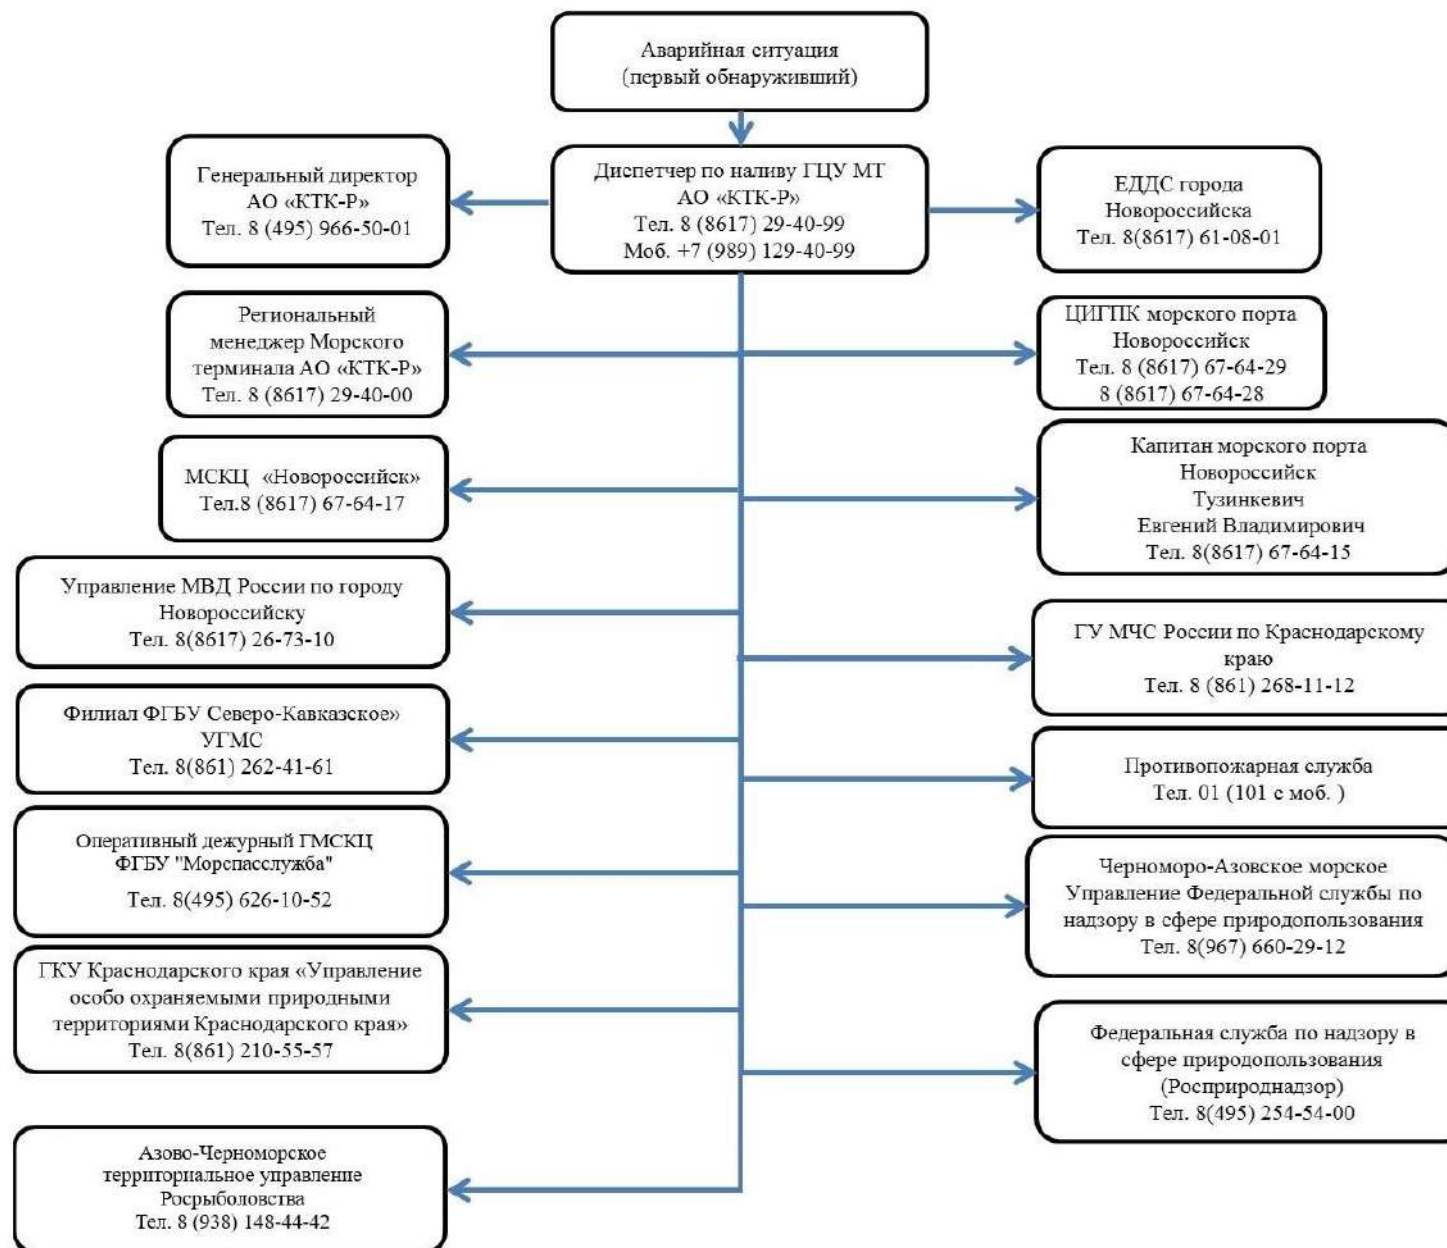 Аварийная ситуация
(первый обнаруживший)
Диспетчер по наливу ГЦУ МТ
АО «КТК-Р»
Тел. 8 (8617) 29-40-99
Моб. +7 (989) 129-40-99
Генеральный директор
АО «КТК-Р»
Тел. 8 (495) 966-50-01
ЕДДС города
Новороссийска
Тел. 8(8617) 61-08-01
Региональный
менеджер Морского
терминала АО «КТК-Р»
Тел. 8 (8617) 29-40-00
ЦИГПК морского порта
Новороссийск
Тел. 8 (8617) 67-64-29
8 (8617) 67-64-28
МСКЦ «Новороссийск»
Тел.8 (8617) 67-64-17
Капитан морского порта
Новороссийск
Тузинкевич
Евгений Владимирович
Тел. 8(8617) 67-64-15
Управление МВД России по городу
Новороссийску
Тел. 8(8617) 26-73-10
ГУ МЧС России по Краснодарскому
краю
Тел. 8 (861) 268-11-12
Филиал ФГБУ Северо-Кавказское»
УГМС
Тел. 8(861) 262-41-61
Противопожарная служба
Тел. 01 (101 с моб. )
Оперативный дежурный ГМСКЦ
ФГБУ "Морспасслужба"
Тел. 8(495) 626-10-52
Черноморо-Азовское морское
Управление Федеральной службы по
надзору в сфере природопользования
Тел. 8(967) 660-29-12
ГКУ Краснодарского края «Управление
особо охраняемыми природными
территориями Краснодарского края»
Тел. 8(861) 210-55-57
Федеральная служба по надзору в
сфере природопользования
(Росприроднадзор)
Тел. 8(495) 254-54-00
Азово-Черноморское
территориальное управление
Росрыболовства
Тел. 8 (938) 148-44-42